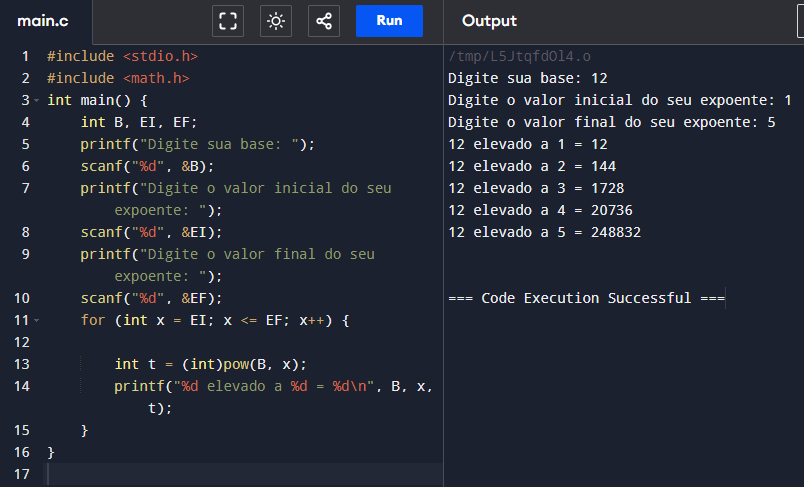 main.c
Run
Output
1 #include <stdio.h>
2 #include <math.h>
3 int main() {
4 int B, EI, EF;
5 printf("Digite sua base: ");
6 scanf("%d", &B);
7 printf("Digite o valor inicial do seu
expoente: ");
8 scanf("%d", &EI);
9 printf("Digite o valor final do seu
expoente: ");
10 scanf("%d", &EF);
11 for (int x = EI; x <= EF; x++) {
12
13 int t = (int)pow(B, x);
14 printf("%d elevado a %d = %d\n", B, x,
t);
15 }
16 }
17
/tmp/L5JtqfdOl4.o
Digite sua base: 12
Digite o valor inicial do seu expoente: 1
Digite o valor final do seu expoente: 5
12 elevado a 1 = 12
12 elevado a 2 = 144
12 elevado a 3 = 1728
12 elevado a 4 = 20736
12 elevado a 5 = 248832
=== Code Execution Successful ===